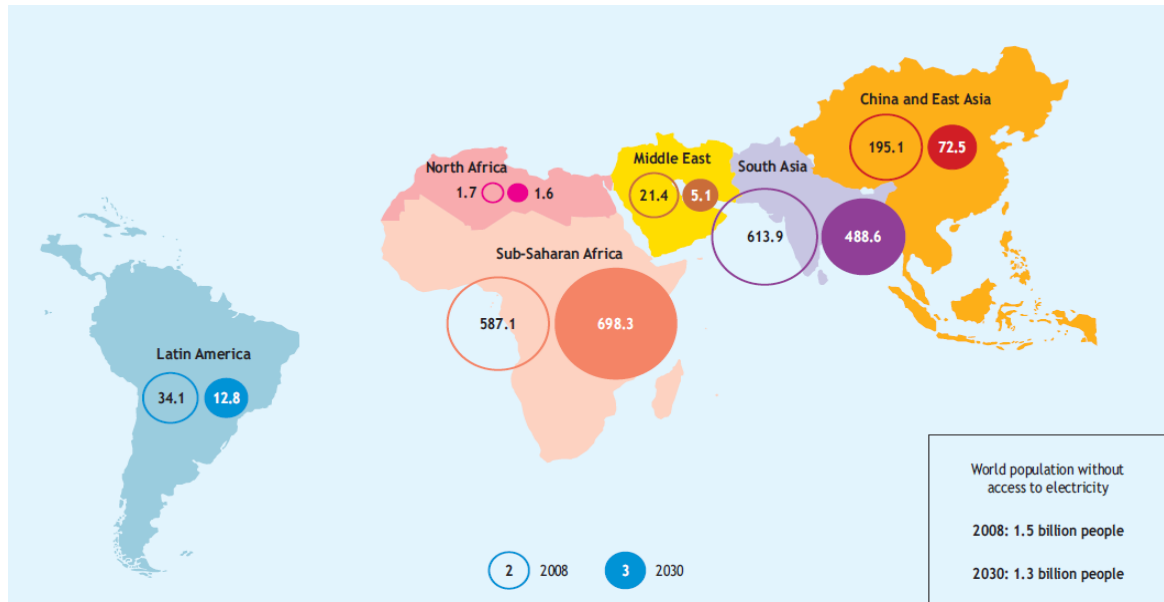 China and East Asia
195.1
72.5
North Africa
1.7
1.6
Middle East
21.4
5.1
South Asia
613.9
488.6
Sub-Saharan Africa
587.1
698.3
Latin America
34.1
12.8
World population without
access to electricity
2008: 1.5 billion people
2030: 1.3 billion people
2 2008
3 2030